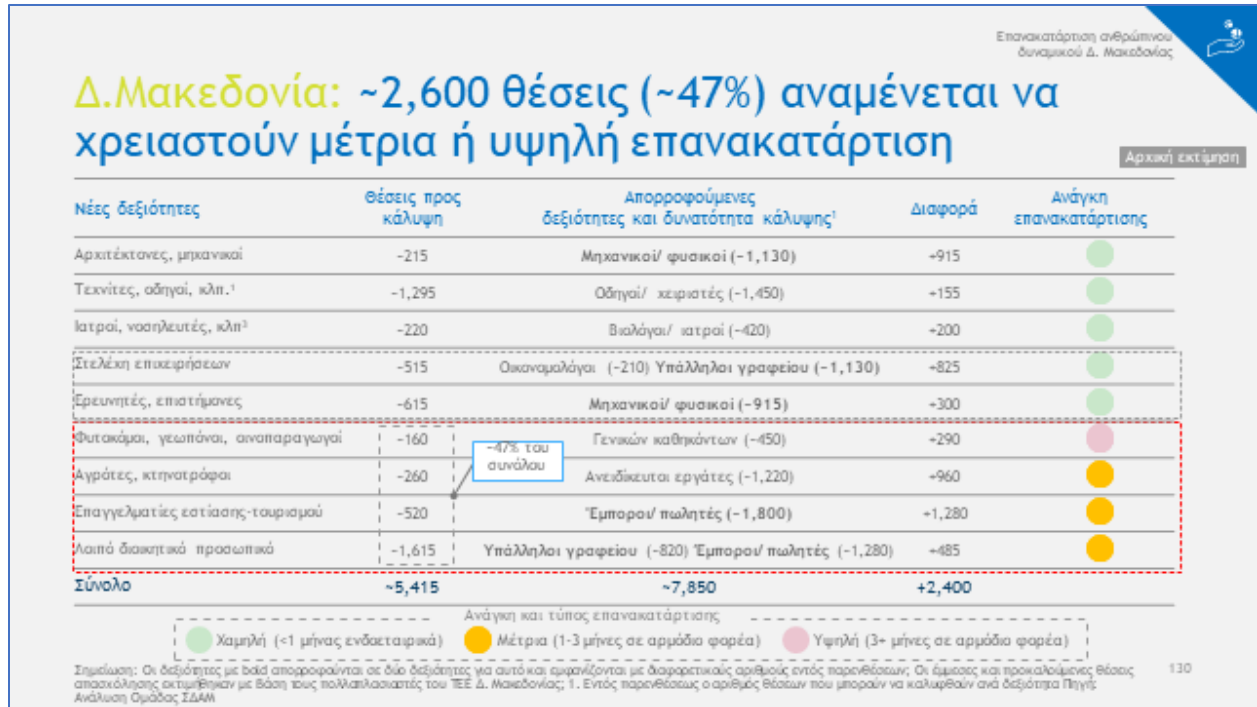 Επανακατάρτιση ανθρώπινου
δυναμικού Δ. Μακεδονίας
Δ.Μακεδονία: ~2,600 θέσεις (~47%) αναμένεται να
χρειαστούν μέτρια ή υψηλή επανακατάρτιση
Αρχική εκτίμηση
Νέες δεξιότητες Θέσεις προς κάλυψη Απορροφούμενες δεξιότητες και δυνατότητα κάλυψης¹ Διαφορά Ανάγκη επανακατάρτισης
Αρχιτέκτονες, μηχανικοί ~215 Μηχανικοί/ φυσικοί (~1,130) +915
Τεχνίτες, οδηγοί, κλπ.¹ ~1,295 Οδηγοί/ χειριστές (~1,450) +155
Ιατροί, νοσηλευτές, κλπ³ ~220 Βιολόγοι/ ιατροί (~420) +200
Στελέχη επιχειρήσεων ~515 Οικονομολόγοι (~210) Υπάλληλοι γραφείου (~1,130) +825
Ερευνητές, επιστήμονες ~615 Μηχανικοί/ φυσικοί (~915) +300
Φυτοκόμοι, γεωπόνοι, οινοπαραγωγοί ~160 Γενικών καθηκόντων (~450) +290
~47% του
συνόλου
Αγρότες, κτηνοτρόφοι ~260 Ανειδίκευτοι εργάτες (~1,220) +960
Επαγγελματίες εστίασης-τουρισμού ~520 Έμποροι/ πωλητές (~1,800) +1,280
Λοιπό διοικητικό προσωπικό ~1,615 Υπάλληλοι γραφείου (~820) Έμποροι/ πωλητές (~1,280) +485
Σύνολο ~5,415 ~7,850 +2,400
Ανάγκη και τύπος επανακατάρτισης
Χαμηλή (<1 μήνας ενδοεταιρικά) Μέτρια (1-3 μήνες σε αρμόδιο φορέα) Υψηλή (3+ μήνες σε αρμόδιο φορέα)
Σημείωση: Οι δεξιότητες με bold απορροφούνται σε δύο δεξιότητες για αυτό και εμφανίζονται με διαφορετικούς αριθμούς εντός παρενθέσεων; Οι έμμεσες και προκαλούμενες θέσεις
απασχόλησης εκτιμήθηκαν με βάση τους πολλαπλασιαστές του ΤΕΕ Δ. Μακεδονίας; 1. Εντός παρενθέσεως ο αριθμός θέσεων που μπορούν να καλυφθούν ανά δεξιότητα Πηγή:
Ανάλυση Ομάδας ΣΔΑΜ
130